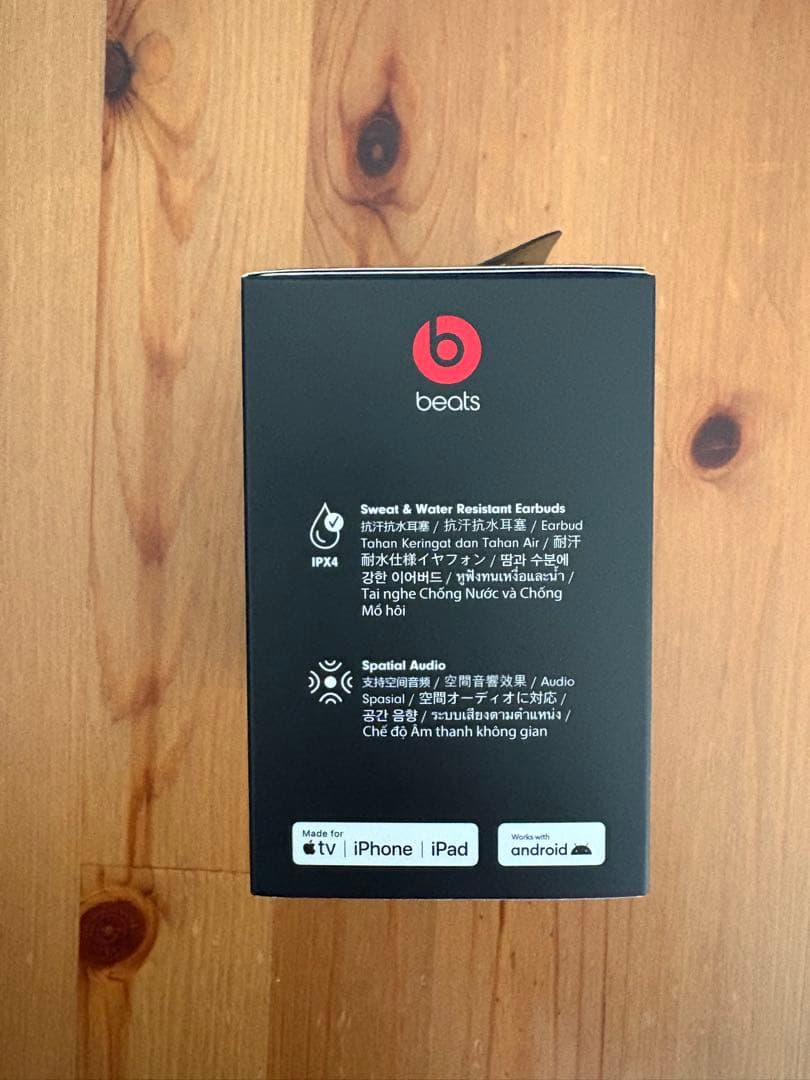 b
beats
Sweat & Water Resistant Earbuds
抗汗抗水耳塞 / 抗汗抗水耳塞 / Earbud
Tahan Keringat dan Tahan Air / 耐汗
耐水仕様イヤフォン / 땀과 수분에
강한 이어버드 / หูฟังทนเหงื่อและน้ำ /
Tai nghe Chống Nước và Chống
Mồ hôi
IPX4
Spatial Audio
支持空间音频 / 空間音響效果 / Audio
Spasial / 空間オーディオに対応 /
공간 음향 / ระบบเสียงตามตำแหน่ง /
Chế độ Âm thanh không gian
Made for
tv | iPhone | iPad
Works with
android